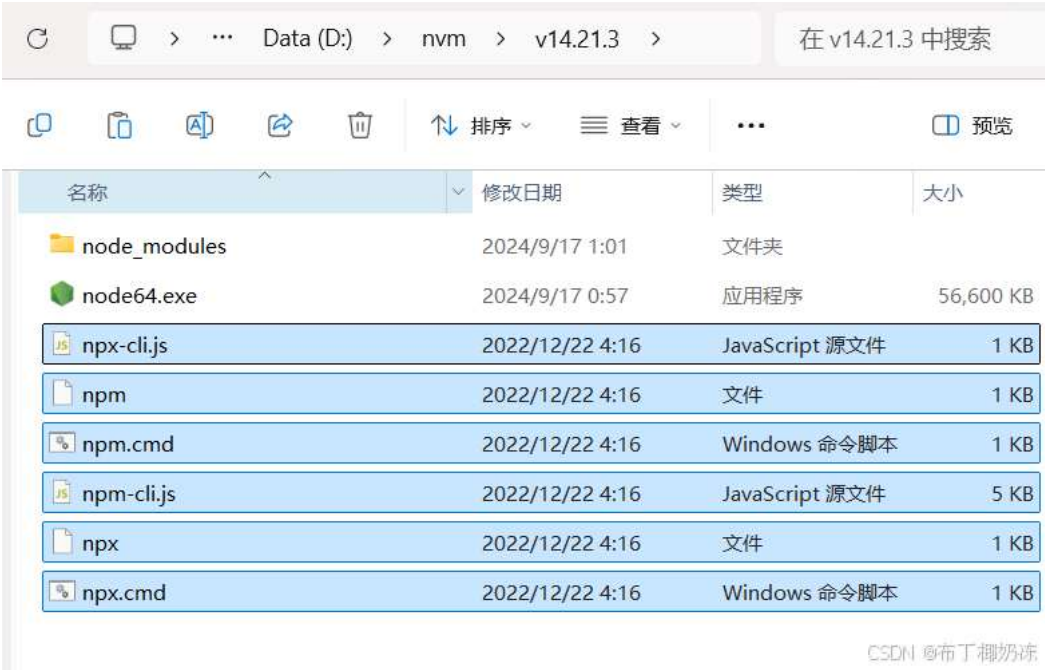 Data (D:) > nvm > v14.21.3 > 在 v14.21.3 中搜索
排序 查看 ... 预览
名称 修改日期 类型 大小
node_modules 2024/9/17 1:01 文件夹
node64.exe 2024/9/17 0:57 应用程序 56,600 KB
npx-cli.js 2022/12/22 4:16 JavaScript 源文件 1 KB
npm 2022/12/22 4:16 文件 1 KB
npm.cmd 2022/12/22 4:16 Windows 命令脚本 1 KB
npm-cli.js 2022/12/22 4:16 JavaScript 源文件 5 KB
npx 2022/12/22 4:16 文件 1 KB
npx.cmd 2022/12/22 4:16 Windows 命令脚本 1 KB
CSDN @布丁椰奶冻